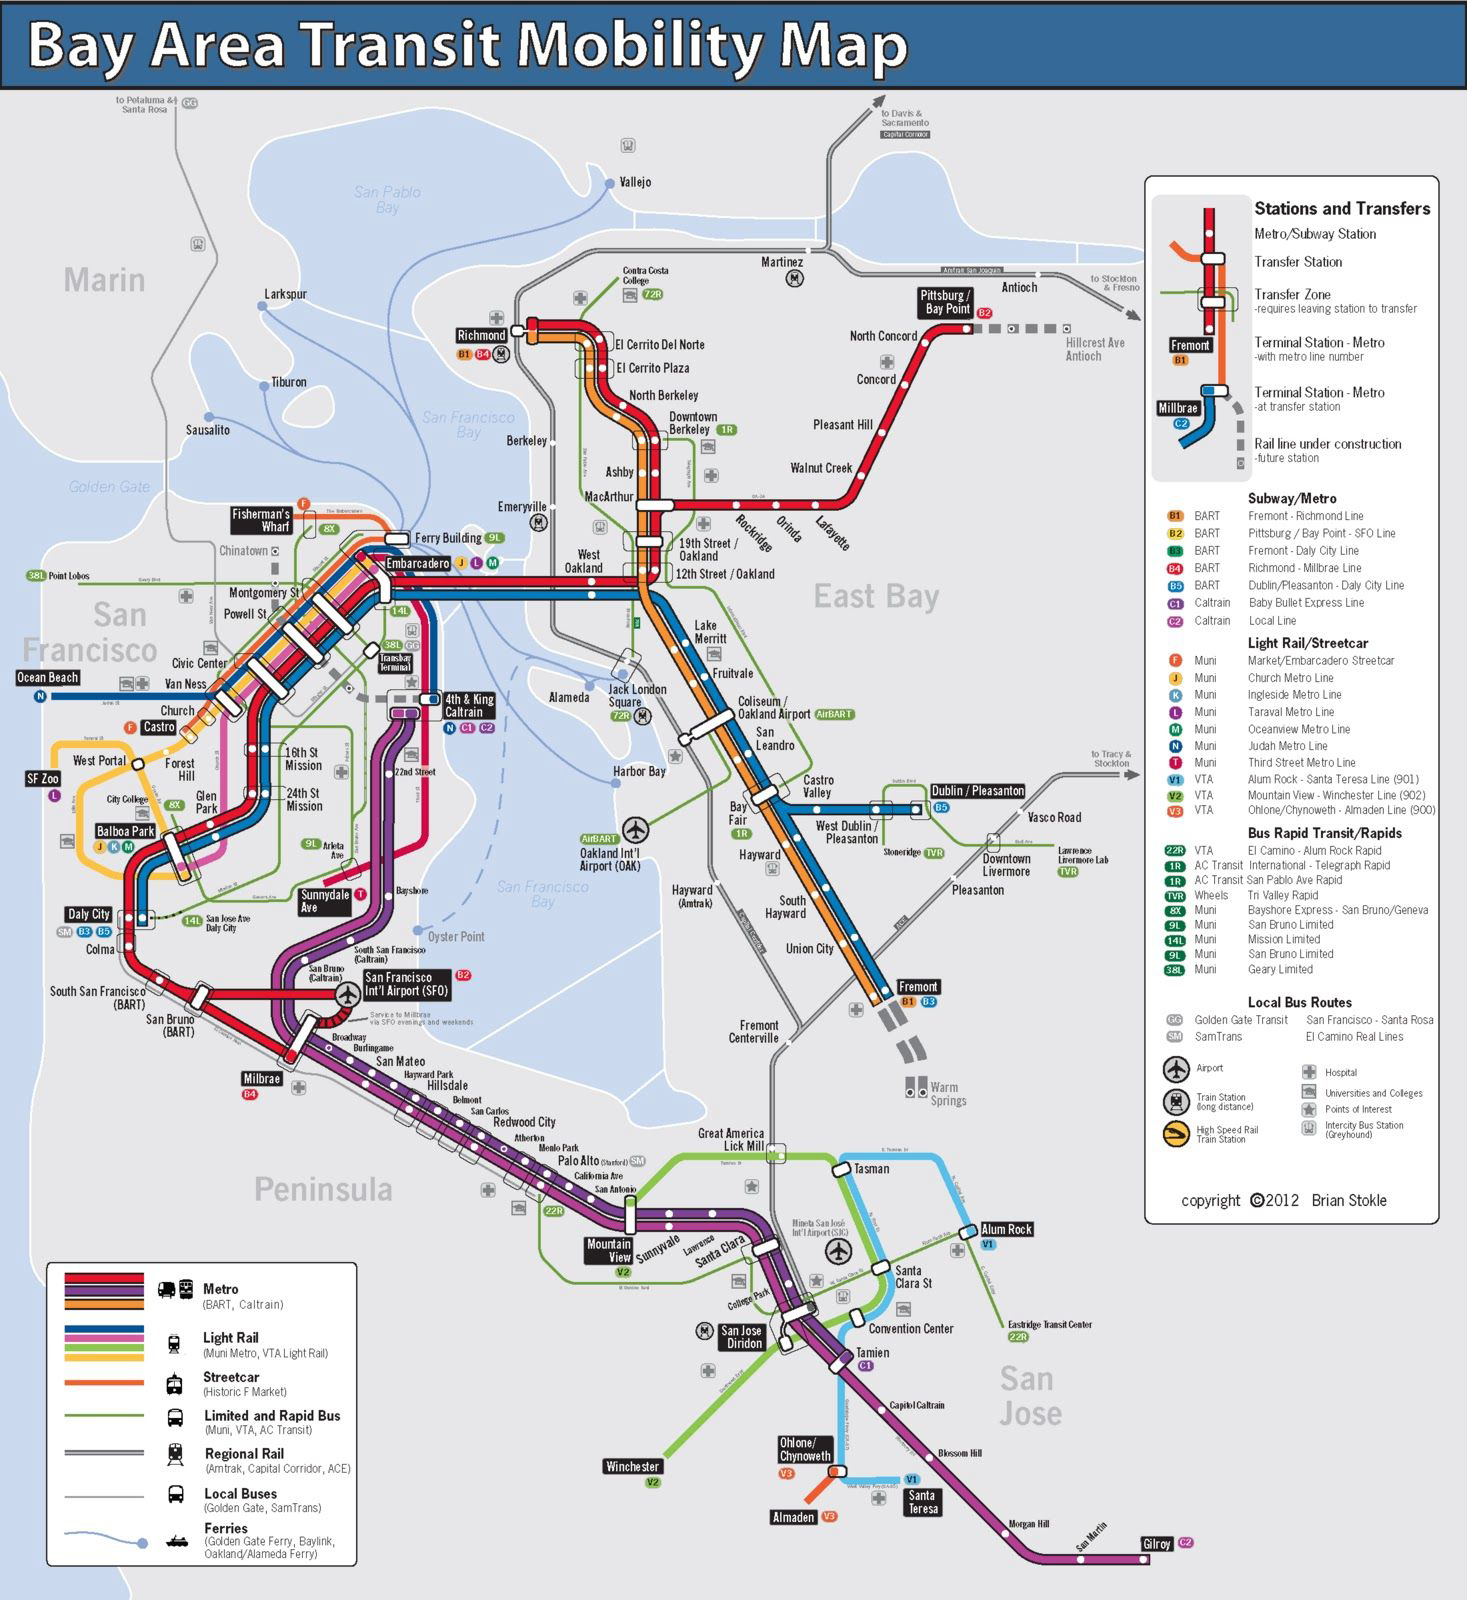 Bay Area Transit Mobility Map
to Petaluma &
Santa Rosa
GG
to Davis &
Sacramento
Capital Corridor
San Pablo
Bay
Vallejo
Marin
Larkspur
Tiburon
Sausalito
Golden Gate
San Francisco
Bay
Martinez
Amtrak San Joaquin
Antioch
to Stockton
& Fresno
Contra Costa
College
72R
Richmond
B1 B4
El Cerrito Del Norte
El Cerrito Plaza
North Berkeley
Downtown
Berkeley
1R
Berkeley
Ashby
MacArthur
Emeryville
Pittsburg /
Bay Point
B2
North Concord
Hillcrest Ave
Antioch
Concord
Pleasant Hill
Walnut Creek
Rockridge
Orinda
Lafayette
19th Street /
Oakland
12th Street / Oakland
West
Oakland
East Bay
Fisherman's
Wharf
F
8X
Chinatown
Ferry Building
9L
Embarcadero
J L M
38L
Point Lobos
Montgomery St
Powell St
14L
38L GG
Transbay
Terminal
San
Francisco
Civic Center
Van Ness
Ocean Beach
N
Church
F
Castro
4th & King
Caltrain
N C1 C2
West Portal
Forest
Hill
SF Zoo
L
City College
8X
Glen
Park
Balboa Park
J K M
16th St
Mission
24th St
Mission
22nd Street
9L
Arleta
Ave
Sunnydale
Ave
T
Bayshore
Daly City
SM B3 B5
14L
San Jose Ave
Daly City
Colma
South San Francisco
(BART)
San Bruno
(BART)
South San Francisco
(Caltrain)
San Bruno
(Caltrain)
San Francisco
Int'l Airport (SFO)
B2
Service to Millbrae
via SFO evenings and weekends
Milbrae
B4
Oyster Point
San Francisco
Bay
Alameda
Jack London
Square
72R
Harbor Bay
AirBART
Oakland Int'l
Airport (OAK)
Lake
Merritt
Fruitvale
Coliseum /
Oakland Airport
AirBART
San
Leandro
Castro
Valley
Bay
Fair
1R
Dublin / Pleasanton
B5
West Dublin /
Pleasanton
Stoneridge
TVR
to Tracy &
Stockton
Vasco Road
Downtown
Livermore
Lawrence
Livermore Lab
TVR
Pleasanton
Hayward
Hayward
(Amtrak)
South
Hayward
Union City
ACE
Capital Corridor
Fremont
B1 B3
Fremont
Centerville
Warm
Springs
Broadway
Burlingame
San Mateo
Hayward Park
Hillsdale
Belmont
San Carlos
Redwood City
Atherton
Menlo Park
Palo Alto (Stanford)
SM
California Ave
San Antonio
22R
Peninsula
Mountain
View
V2
Sunnyvale
Lawrence
Santa Clara
Great America
Lick Mill
Tasman
Alum Rock
V1
Mineta San José
Int'l Airport (SJC)
Santa
Clara St
College Park
San Jose
Diridon
Convention Center
Eastridge Transit Center
22R
Tamien
C1
San
Jose
Capitol Caltrain
Blossom Hill
Winchester
V2
Ohlone/
Chynoweth
V3
Almaden
V3
V1
Santa
Teresa
Morgan Hill
San Martin
Gilroy
C2
Stations and Transfers
Metro/Subway Station
Transfer Station
Transfer Zone
-requires leaving station to transfer
Fremont
B1
Terminal Station - Metro
-with metro line number
Millbrae
C2
Terminal Station - Metro
-at transfer station
Rail line under construction
-future station
Subway/Metro
B1 BART Fremont - Richmond Line
B2 BART Pittsburg / Bay Point - SFO Line
B3 BART Fremont - Daly City Line
B4 BART Richmond - Millbrae Line
B5 BART Dublin/Pleasanton - Daly City Line
C1 Caltrain Baby Bullet Express Line
C2 Caltrain Local Line
Light Rail/Streetcar
F Muni Market/Embarcadero Streetcar
J Muni Church Metro Line
K Muni Ingleside Metro Line
L Muni Taraval Metro Line
M Muni Oceanview Metro Line
N Muni Judah Metro Line
T Muni Third Street Metro Line
V1 VTA Alum Rock - Santa Teresa Line (901)
V2 VTA Mountain View - Winchester Line (902)
V3 VTA Ohlone/Chynoweth - Almaden Line (900)
Bus Rapid Transit/Rapids
22R VTA El Camino - Alum Rock Rapid
1R AC Transit International - Telegraph Rapid
1R AC Transit San Pablo Ave Rapid
TVR Wheels Tri Valley Rapid
8X Muni Bayshore Express - San Bruno/Geneva
9L Muni San Bruno Limited
14L Muni Mission Limited
9L Muni San Bruno Limited
38L Muni Geary Limited
Local Bus Routes
GG Golden Gate Transit San Francisco - Santa Rosa
SM SamTrans El Camino Real Lines
Airport
Train Station
(long distance)
High Speed Rail
Train Station
Hospital
Universities and Colleges
Points of Interest
Intercity Bus Station
(Greyhound)
copyright ©2012 Brian Stokle
Metro
(BART, Caltrain)
Light Rail
(Muni Metro, VTA Light Rail)
Streetcar
(Historic F Market)
Limited and Rapid Bus
(Muni, VTA, AC Transit)
Regional Rail
(Amtrak, Capital Corridor, ACE)
Local Buses
(Golden Gate, SamTrans)
Ferries
(Golden Gate Ferry, Baylink,
Oakland/Alameda Ferry)